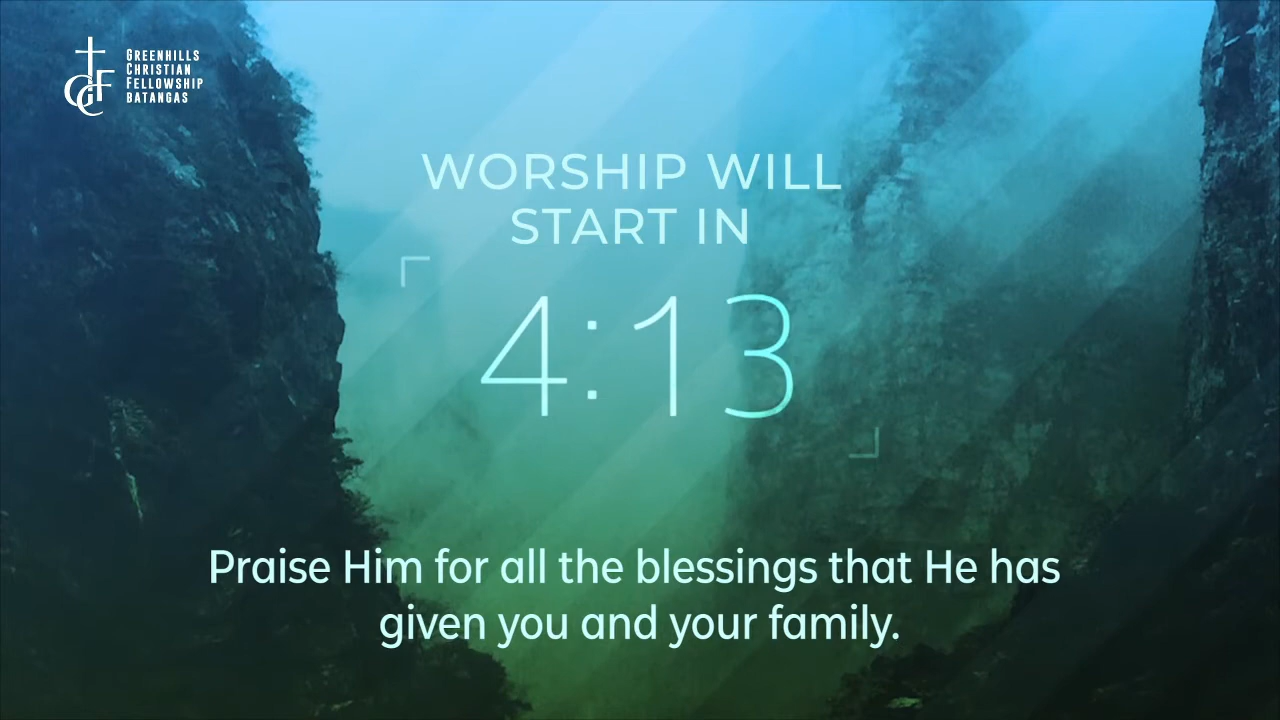 GREENHILLS
CHRISTIAN
FELLOWSHIP
BATANGAS
WORSHIP WILL
START IN
4:13
Praise Him for all the blessings that He has
given you and your family.